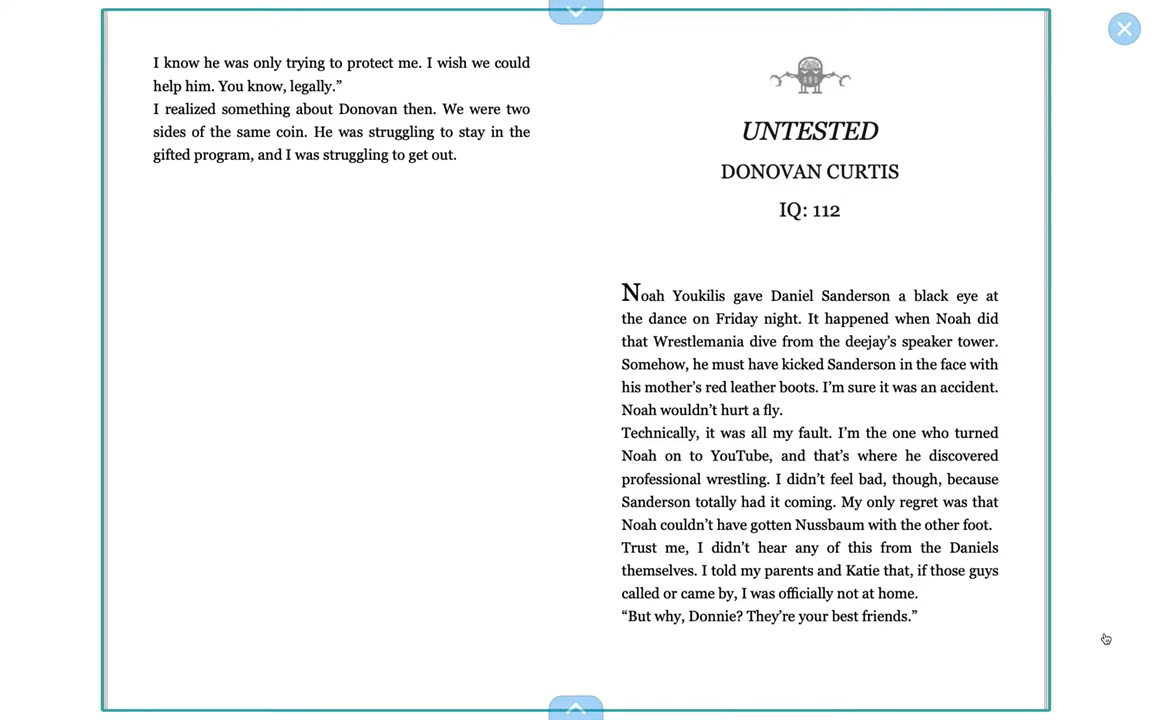 I know he was only trying to protect me. I wish we could
help him. You know, legally.”
I realized something about Donovan then. We were two
sides of the same coin. He was struggling to stay in the
gifted program, and I was struggling to get out.
UNTESTED
DONOVAN CURTIS
IQ: 112
Noah Youkilis gave Daniel Sanderson a black eye at
the dance on Friday night. It happened when Noah did
that Wrestlemania dive from the deejay’s speaker tower.
Somehow, he must have kicked Sanderson in the face with
his mother’s red leather boots. I’m sure it was an accident.
Noah wouldn’t hurt a fly.
Technically, it was all my fault. I’m the one who turned
Noah on to YouTube, and that’s where he discovered
professional wrestling. I didn’t feel bad, though, because
Sanderson totally had it coming. My only regret was that
Noah couldn’t have gotten Nussbaum with the other foot.
Trust me, I didn’t hear any of this from the Daniels
themselves. I told my parents and Katie that, if those guys
called or came by, I was officially not at home.
“But why, Donnie? They’re your best friends.”